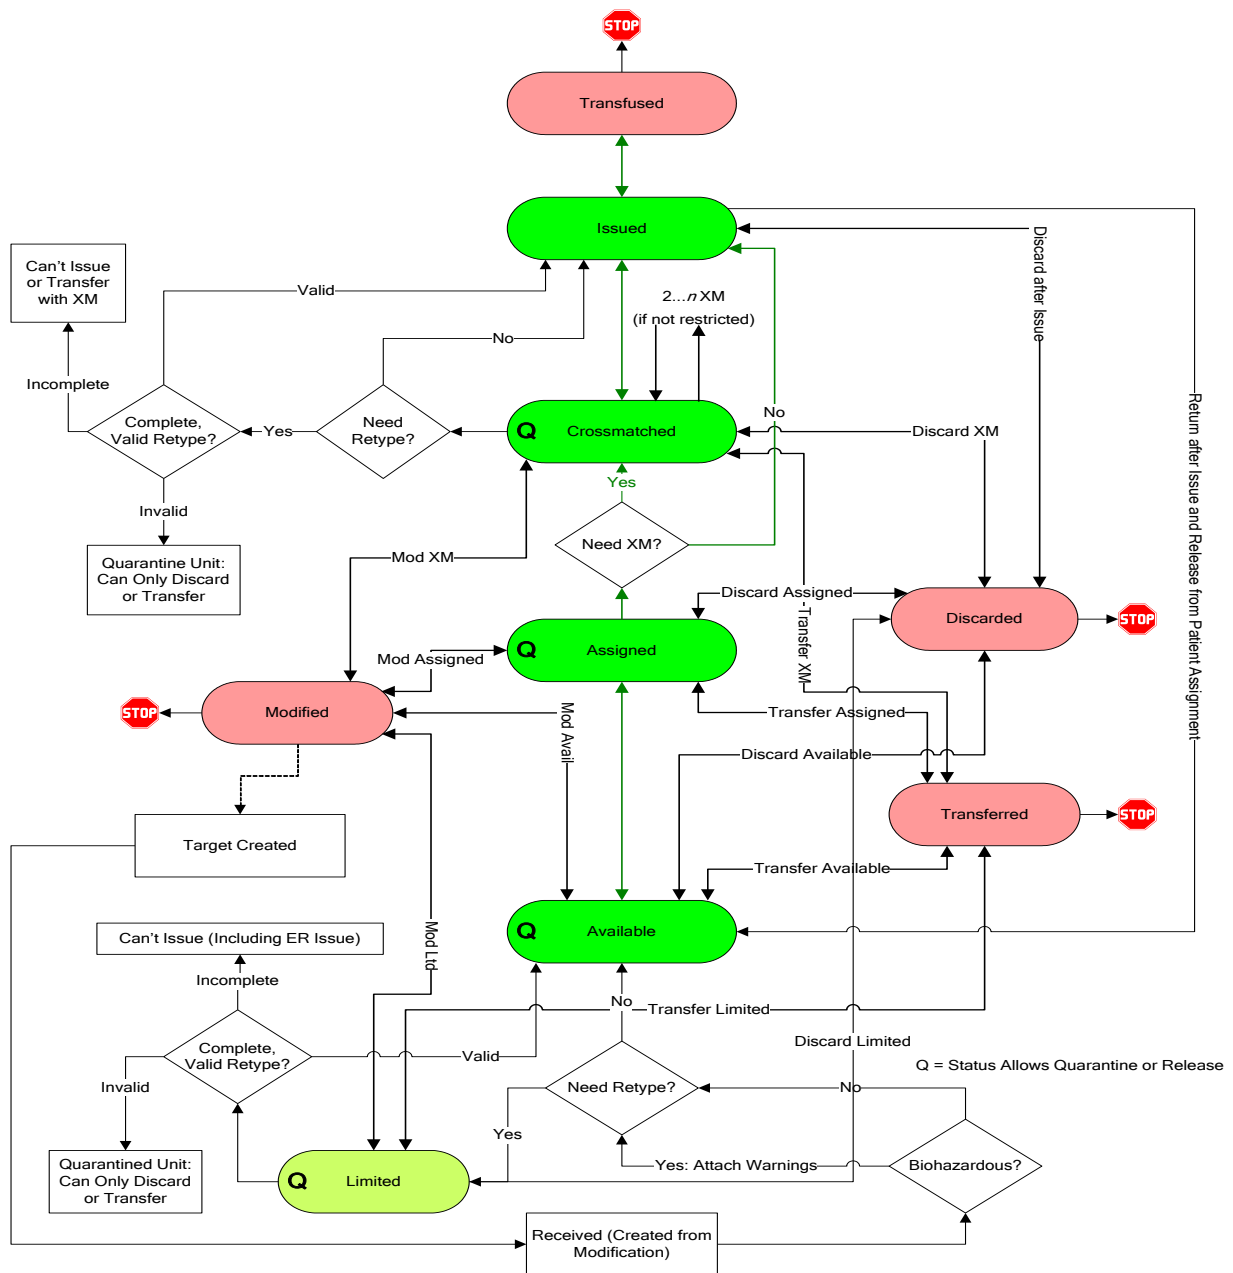 STOP
Transfused
Issued
Can't Issue
or Transfer
with XM
Valid
2...n XM
(if not restricted)
Discard after Issue
No
Incomplete
Complete,
Valid Retype?
Yes
Need
Retype?
Q
Crossmatched
No
Discard XM
Return after Issue and Release from Patient Assignment
Yes
Invalid
Need XM?
Mod XM
Quarantine Unit:
Can Only Discard
or Transfer
Discard Assigned
Transfer XM
Discarded
STOP
Q
Assigned
Mod Assigned
STOP
Modified
Mod Avail
Transfer Assigned
Discard Available
Target Created
Transferred
STOP
Transfer Available
Mod Ltd
Q
Available
Can't Issue (Including ER Issue)
Incomplete
No
Transfer Limited
Complete,
Valid Retype?
Valid
Discard Limited
Q = Status Allows Quarantine or Release
Invalid
Need Retype?
No
Yes
Quarantined Unit:
Can Only Discard
or Transfer
Q
Limited
Yes: Attach Warnings
Biohazardous?
Received (Created from
Modification)